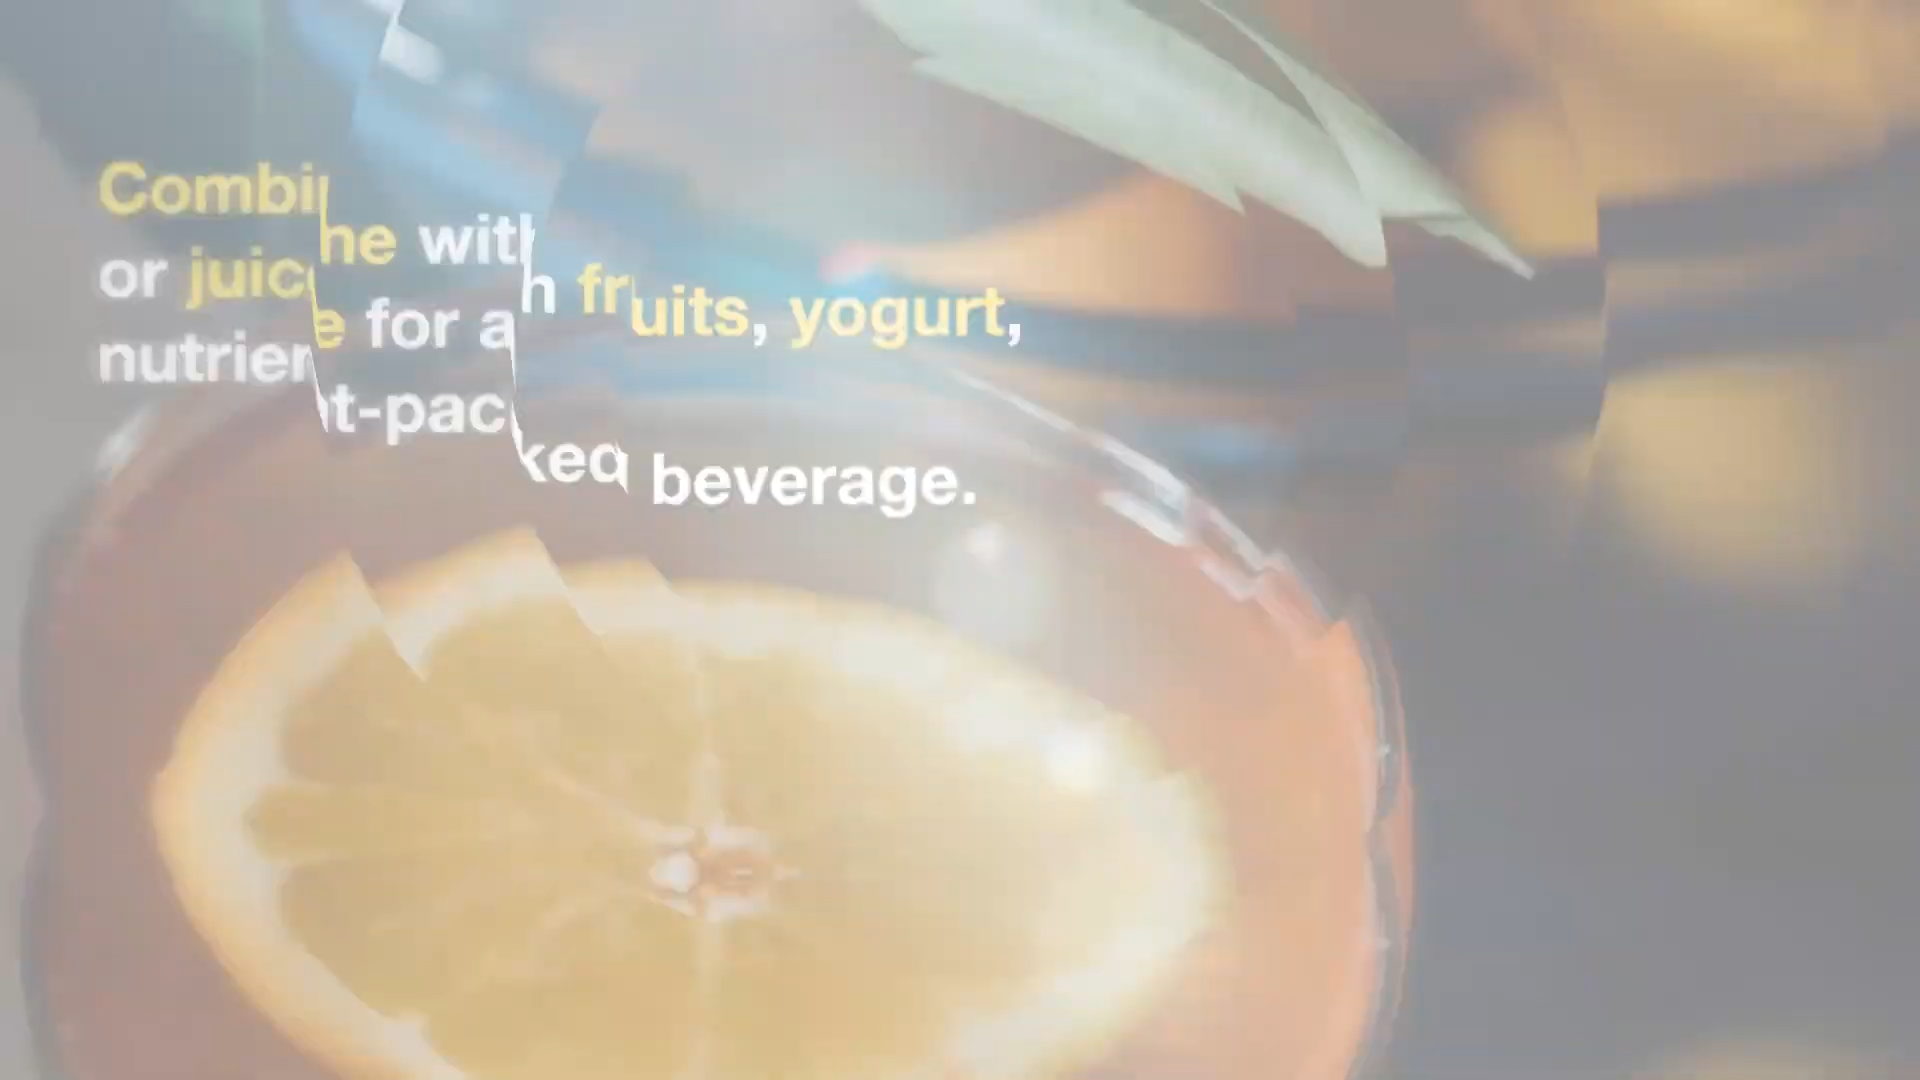 Combine with fruits, yogurt,
or juice for a
nutrient-packed beverage.